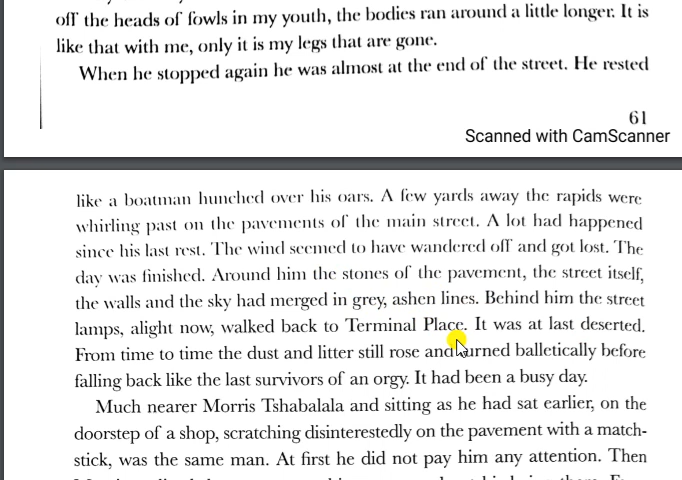 off the heads of fowls in my youth, the bodies ran around a little longer. It is
like that with me, only it is my legs that are gone.
When he stopped again he was almost at the end of the street. He rested
61
Scanned with CamScanner
like a boatman hunched over his oars. A few yards away the rapids were
whirling past on the pavements of the main street. A lot had happened
since his last rest. The wind seemed to have wandered off and got lost. The
day was finished. Around him the stones of the pavement, the street itself,
the walls and the sky had merged in grey, ashen lines. Behind him the street
lamps, alight now, walked back to Terminal Place. It was at last deserted.
From time to time the dust and litter still rose and turned balletically before
falling back like the last survivors of an orgy. It had been a busy day.
Much nearer Morris Tshabalala and sitting as he had sat earlier, on the
doorstep of a shop, scratching disinterestedly on the pavement with a match-
stick, was the same man. At first he did not pay him any attention. Then